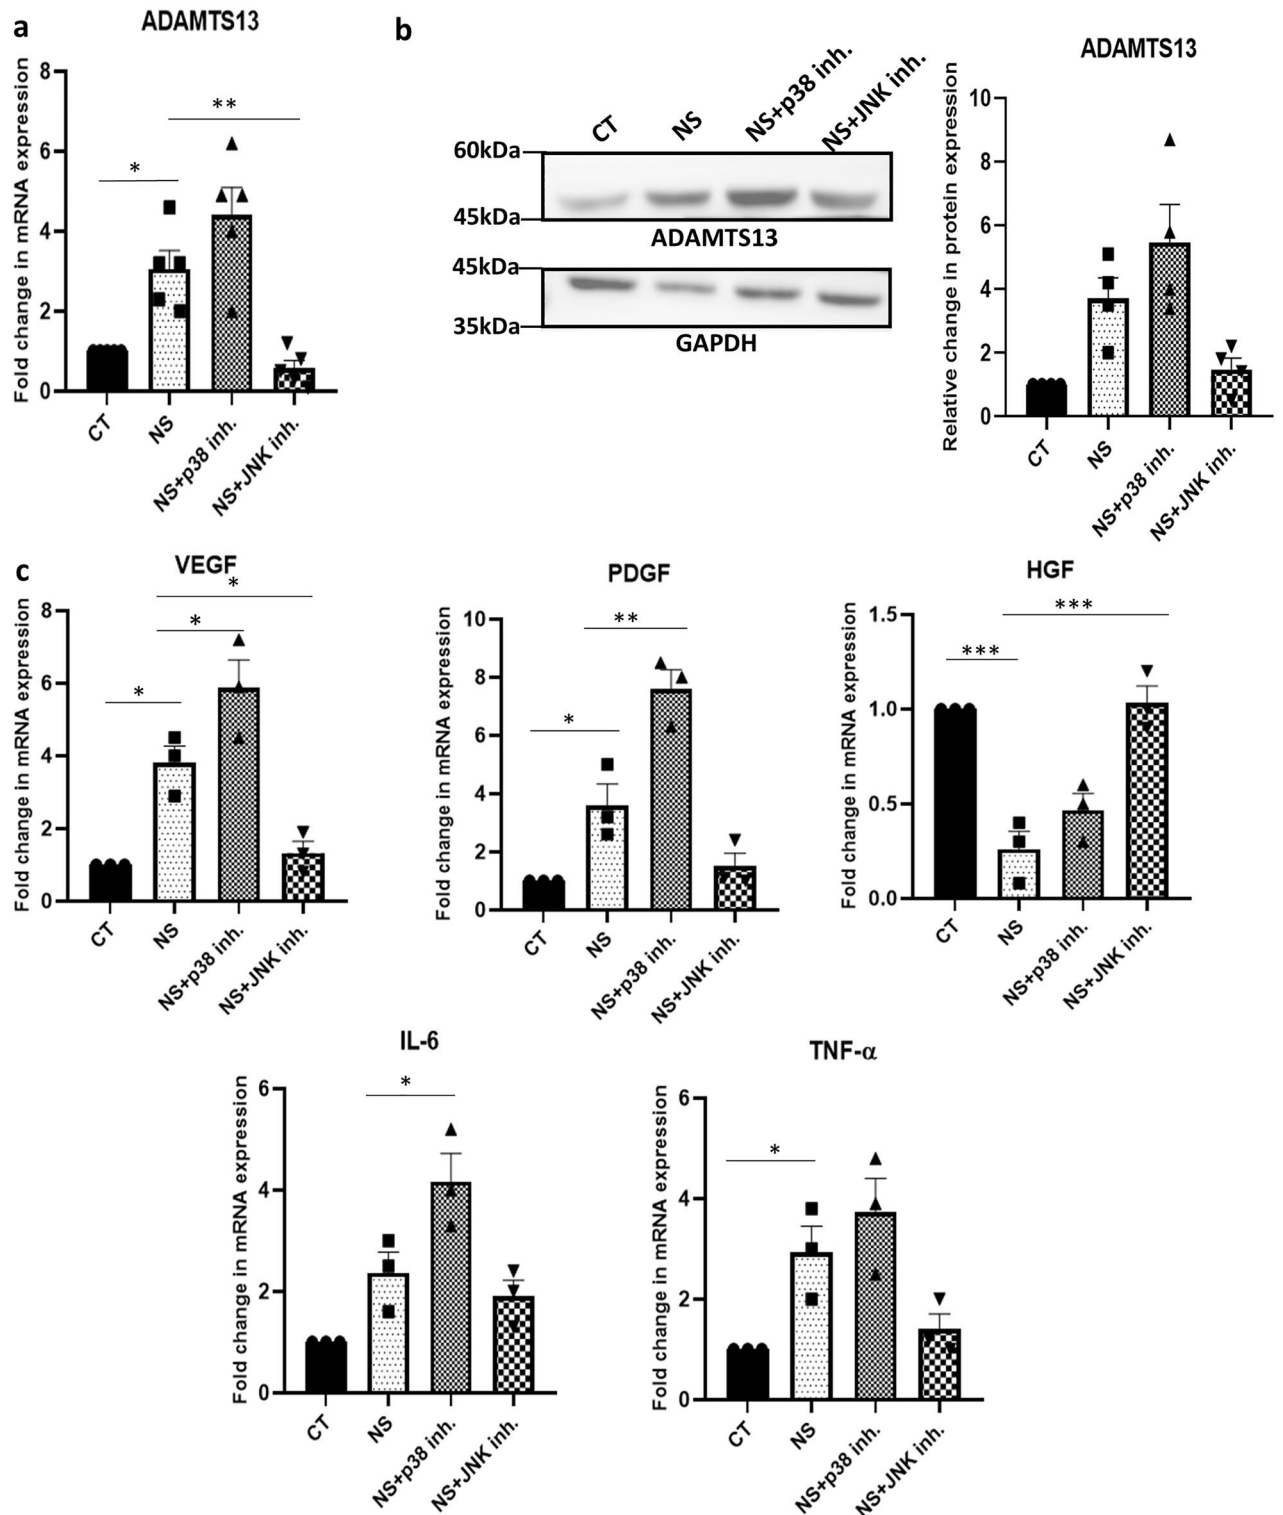 a
ADAMTS13
Fold change in mRNA expression
8
6
4
2
0
*
**
CT
NS
NS+p38 inh.
NS+JNK inh.
b
CT
NS
NS+p38 inh.
NS+JNK inh.
60kDa
45kDa
ADAMTS13
45kDa
35kDa
GAPDH
ADAMTS13
Relative change in protein expression
10
8
6
4
2
0
CT
NS
NS+p38 inh.
NS+JNK inh.
c
VEGF
Fold change in mRNA expression
8
6
4
2
0
*
*
*
CT
NS
NS+p38 inh.
NS+JNK inh.
PDGF
Fold change in mRNA expression
10
8
6
4
2
0
*
**
CT
NS
NS+p38 inh.
NS+JNK inh.
HGF
Fold change in mRNA expression
1.5
1.0
0.5
0.0
***
***
CT
NS
NS+p38 inh.
NS+JNK inh.
IL-6
Fold change in mRNA expression
6
4
2
0
*
CT
NS
NS+p38 inh.
NS+JNK inh.
TNF-α
Fold change in mRNA expression
6
4
2
0
*
CT
NS
NS+p38 inh.
NS+JNK inh.